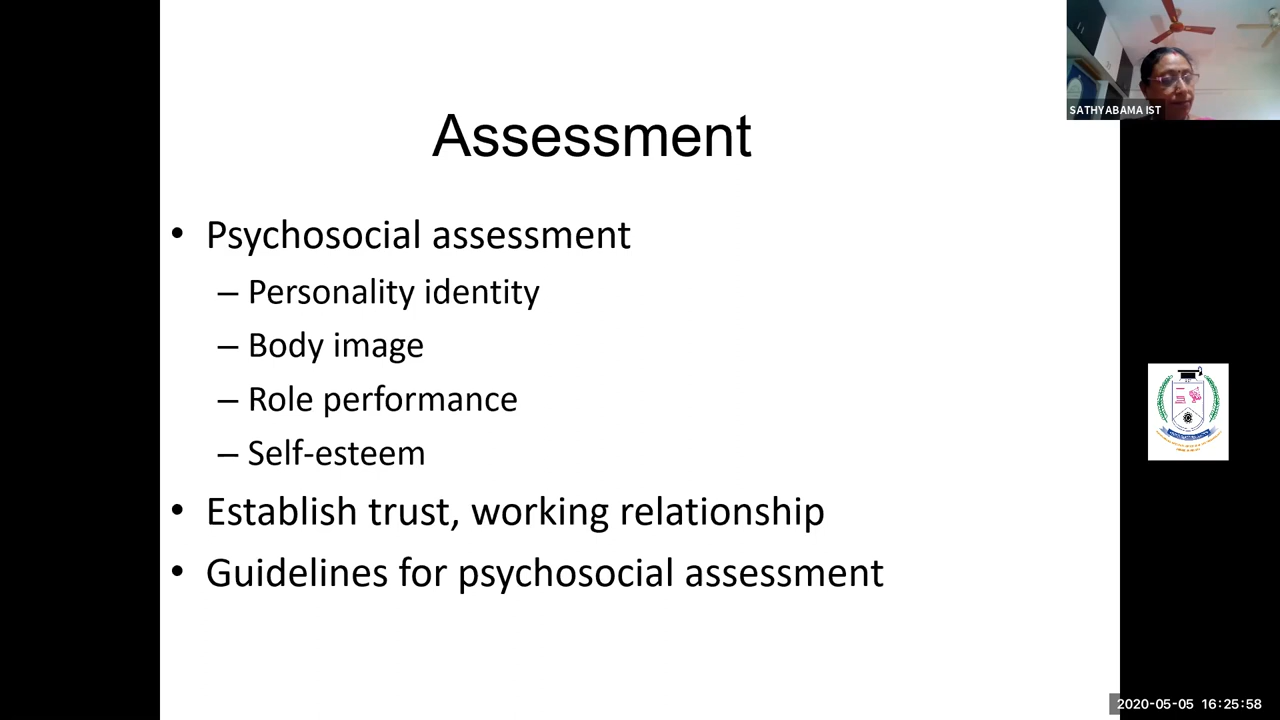 SATHYABAMA IST
Assessment
• Psychosocial assessment
– Personality identity
– Body image
– Role performance
– Self-esteem
• Establish trust, working relationship
• Guidelines for psychosocial assessment
2020-05-05 16:25:58